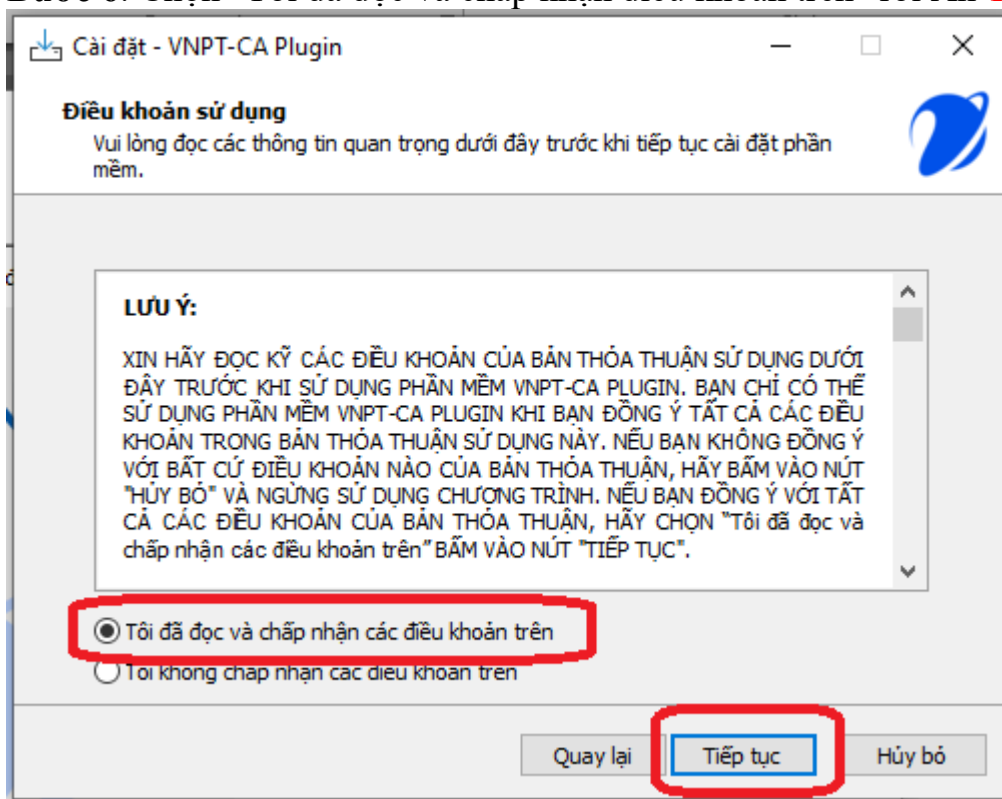 Cài đặt - VNPT-CA Plugin
Điều khoản sử dụng
Vui lòng đọc các thông tin quan trọng dưới đây trước khi tiếp tục cài đặt phần
mềm.
LƯU Ý:
XIN HÃY ĐỌC KỸ CÁC ĐIỀU KHOẢN CỦA BẢN THỎA THUẬN SỬ DỤNG DƯỚI
ĐÂY TRƯỚC KHI SỬ DỤNG PHẦN MỀM VNPT-CA PLUGIN. BẠN CHỈ CÓ THỂ
SỬ DỤNG PHẦN MỀM VNPT-CA PLUGIN KHI BẠN ĐỒNG Ý TẤT CẢ CÁC ĐIỀU
KHOẢN TRONG BẢN THỎA THUẬN SỬ DỤNG NÀY. NẾU BẠN KHÔNG ĐỒNG Ý
VỚI BẤT CỨ ĐIỀU KHOẢN NÀO CỦA BẢN THỎA THUẬN, HÃY BẤM VÀO NÚT
"HỦY BỎ" VÀ NGỪNG SỬ DỤNG CHƯƠNG TRÌNH. NẾU BẠN ĐỒNG Ý VỚI TẤT
CẢ CÁC ĐIỀU KHOẢN CỦA BẢN THỎA THUẬN, HÃY CHỌN “Tôi đã đọc và
chấp nhận các điều khoản trên” BẤM VÀO NÚT "TIẾP TỤC".
Tôi đã đọc và chấp nhận các điều khoản trên
Tôi không chấp nhận các điều khoản trên
Quay lại Tiếp tục Hủy bỏ